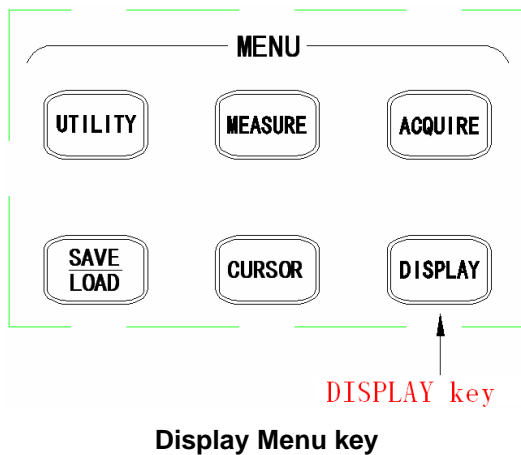 MENU
UTILITY MEASURE ACQUIRE
SAVE
LOAD
CURSOR DISPLAY
DISPLAY key
Display Menu key